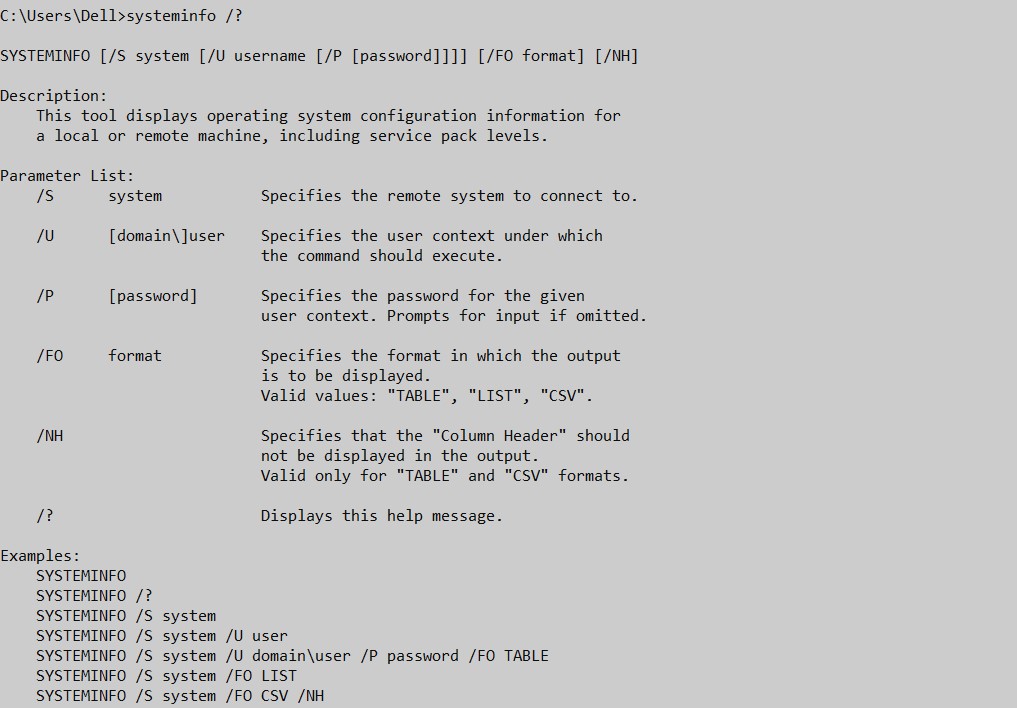 C:\Users\Dell>systeminfo /?
SYSTEMINFO [/S system [/U username [/P [password]]]] [/FO format] [/NH]
Description:
    This tool displays operating system configuration information for
    a local or remote machine, including service pack levels.
Parameter List:
    /S      system           Specifies the remote system to connect to.
    /U      [domain\]user    Specifies the user context under which
                             the command should execute.
    /P      [password]       Specifies the password for the given
                             user context. Prompts for input if omitted.
    /FO     format           Specifies the format in which the output
                             is to be displayed.
                             Valid values: "TABLE", "LIST", "CSV".
    /NH                      Specifies that the "Column Header" should
                             not be displayed in the output.
                             Valid only for "TABLE" and "CSV" formats.
    /?                       Displays this help message.
Examples:
    SYSTEMINFO
    SYSTEMINFO /?
    SYSTEMINFO /S system
    SYSTEMINFO /S system /U user
    SYSTEMINFO /S system /U domain\user /P password /FO TABLE
    SYSTEMINFO /S system /FO LIST
    SYSTEMINFO /S system /FO CSV /NH